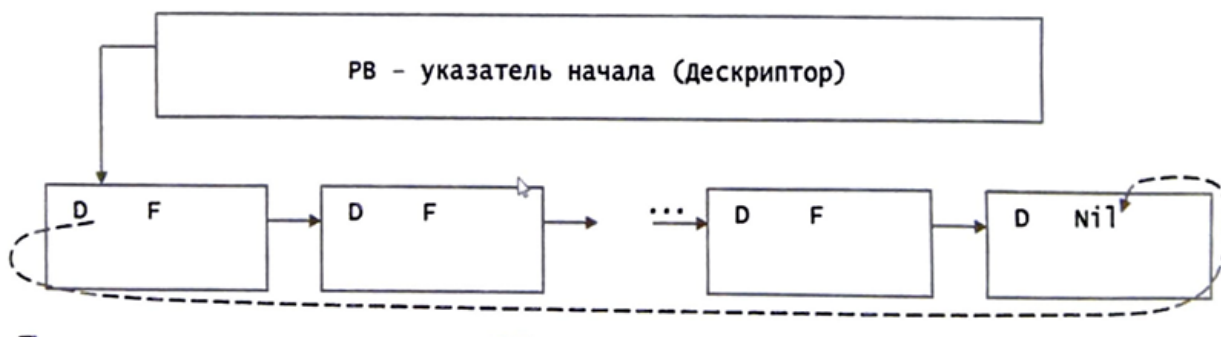 РВ – указатель начала (Дескриптор)
D F
D F
...
D F
D Nil